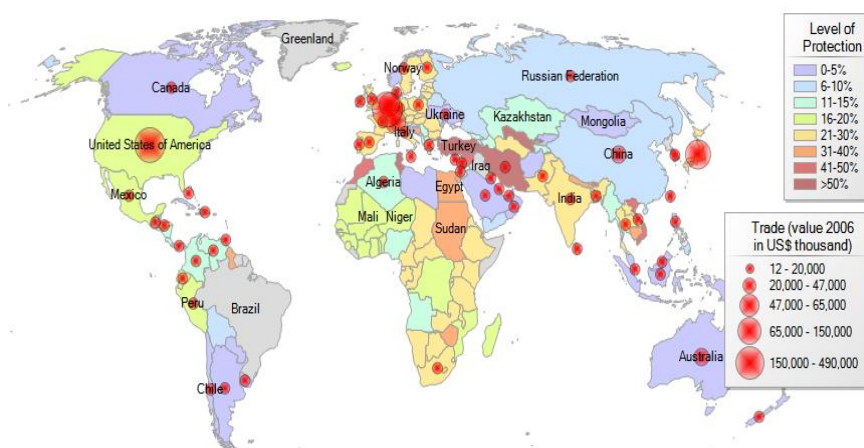 Greenland
Norway
Russian Federation
Canada
Ukraine
Kazakhstan
Mongolia
Italy
United States of America
Turkey
China
Iraq
Algeria
Mexico
Egypt
India
Mali
Niger
Sudan
Peru
Brazil
Chile
Australia
Level of
Protection
0-5%
6-10%
11-15%
16-20%
21-30%
31-40%
41-50%
>50%
Trade (value 2006
in US$ thousand)
12 - 20,000
20,000 - 47,000
47,000 - 65,000
65,000 - 150,000
150,000 - 490,000